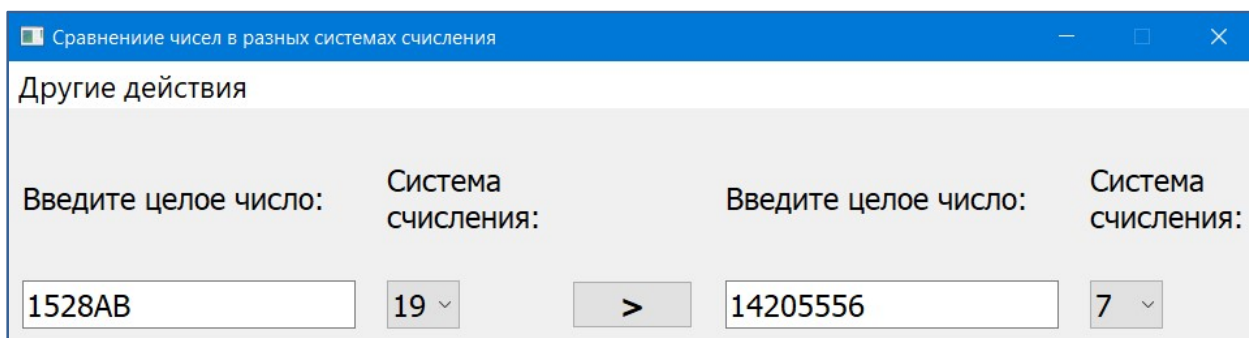 Сравнениие чисел в разных системах счисления
Другие действия
Введите целое число:
Система
счисления:
Введите целое число:
Система
счисления:
1528AB
19
>
14205556
7